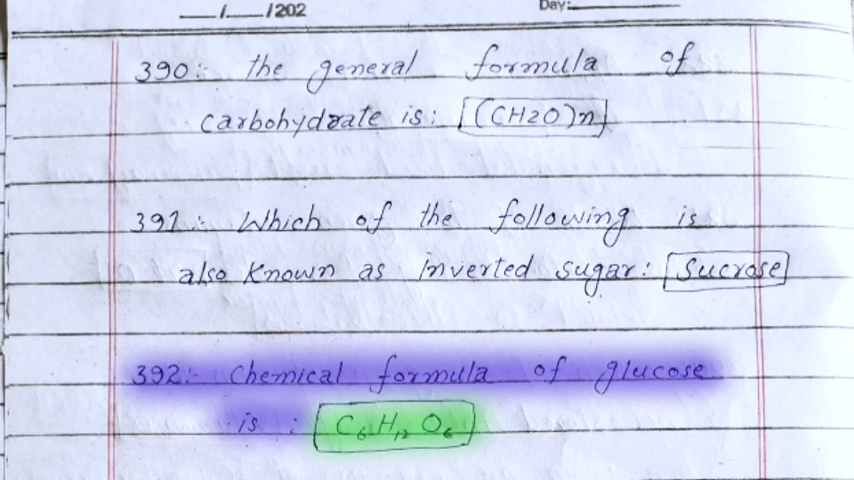 __/__/202 Day:
390:- the general formula of
carbohydrate is: (CH2O)n
391:- Which of the following is
also known as inverted sugar: Sucrose
392:- Chemical formula of glucose
is : C₆H₁₂O₆